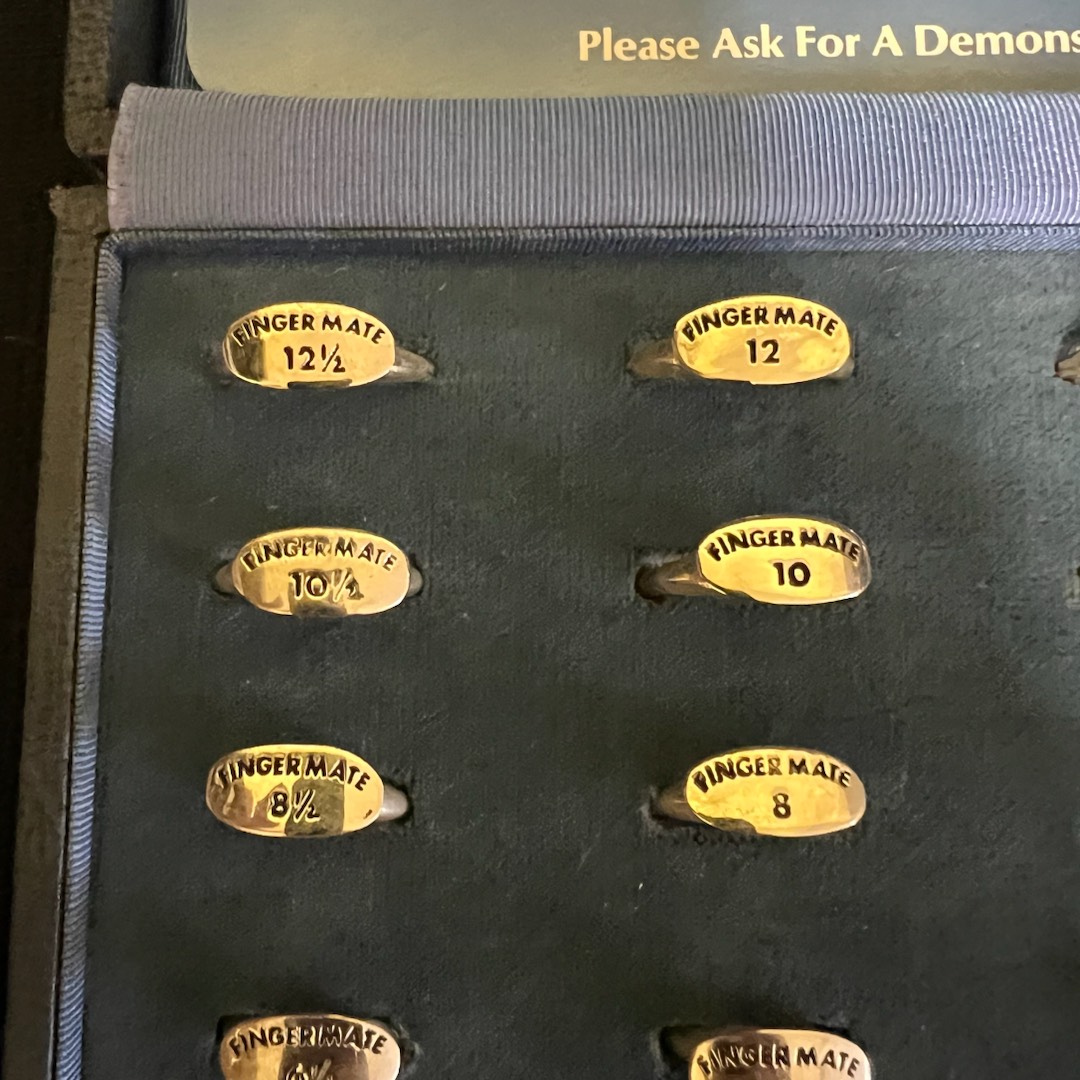 Please Ask For A Demons
FINGER MATE
12½
FINGER MATE
12
FINGER MATE
10½
FINGER MATE
10
FINGER MATE
8½
FINGER MATE
8
FINGER MATE
FINGER MATE